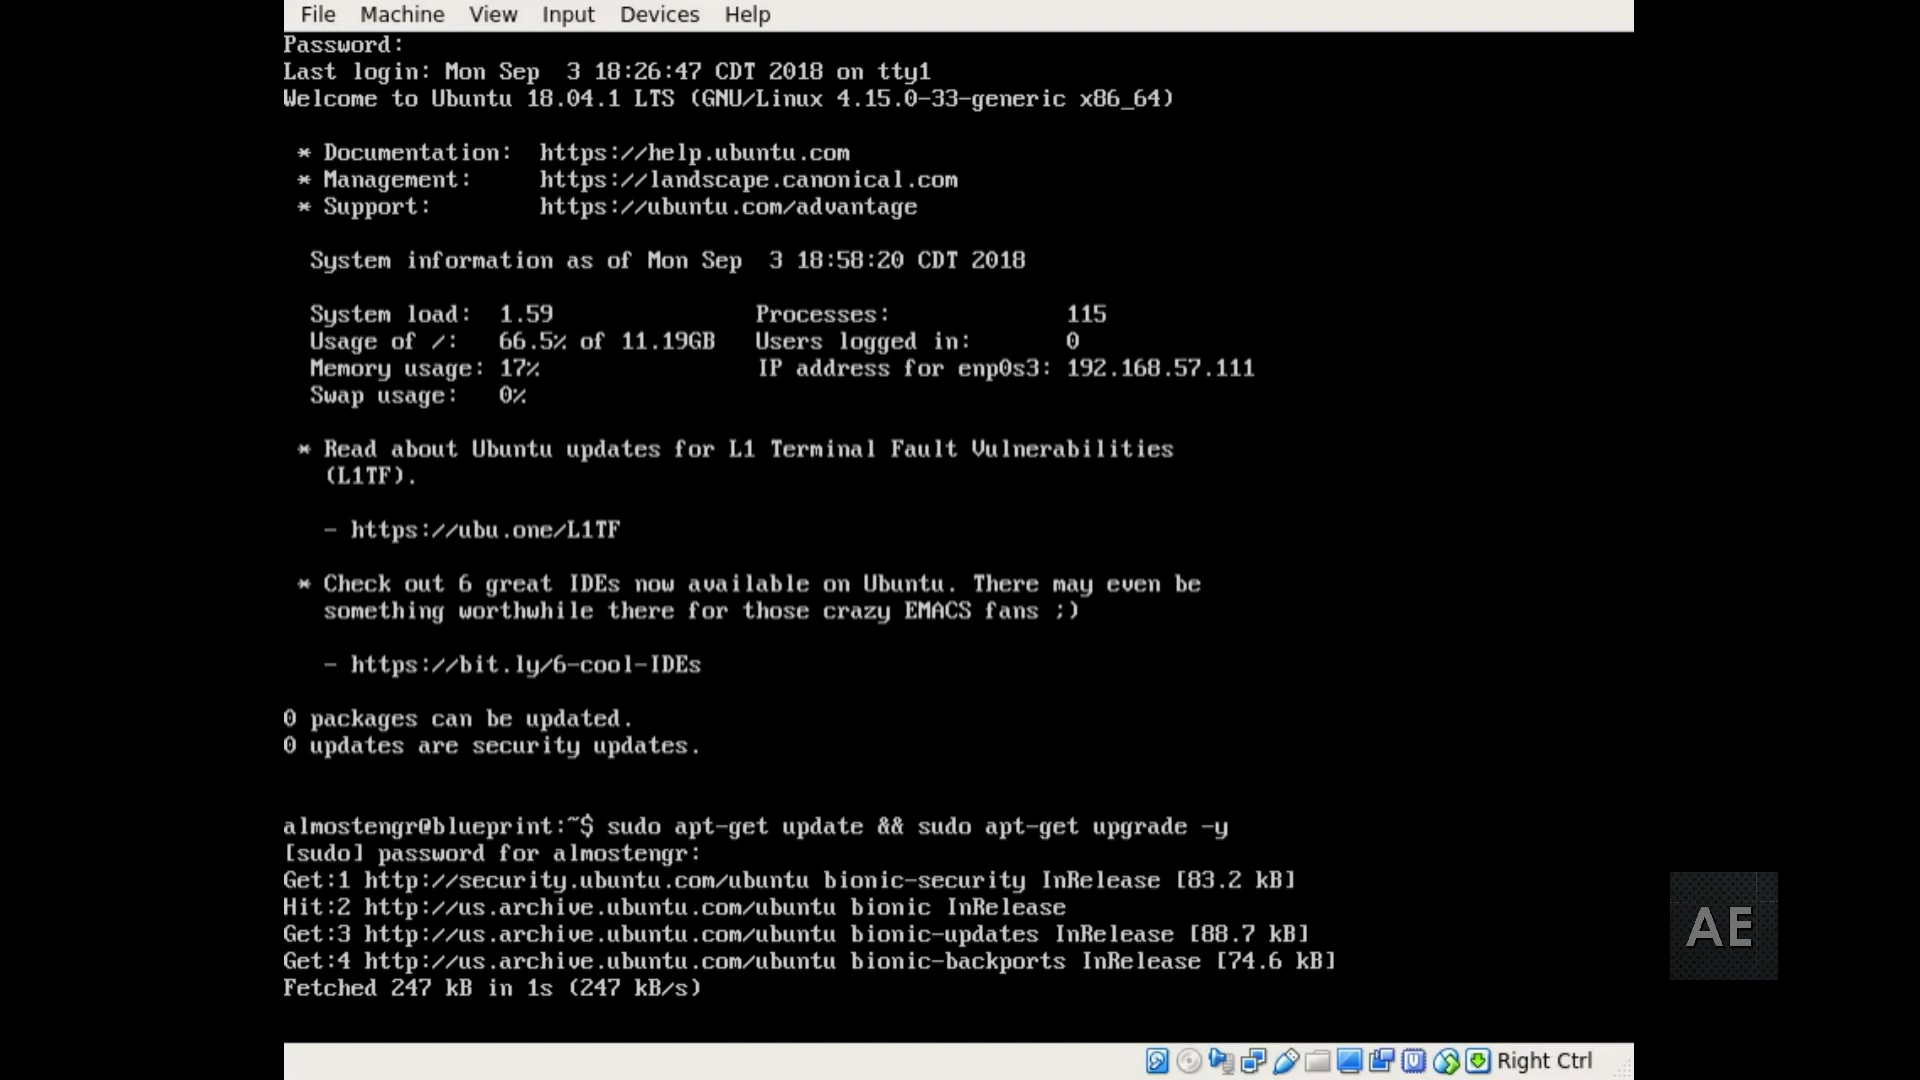 File Machine View Input Devices Help
Password:
Last login: Mon Sep  3 18:26:47 CDT 2018 on tty1
Welcome to Ubuntu 18.04.1 LTS (GNU/Linux 4.15.0-33-generic x86_64)
* Documentation:  https://help.ubuntu.com
* Management:     https://landscape.canonical.com
* Support:        https://ubuntu.com/advantage
System information as of Mon Sep  3 18:58:20 CDT 2018
System load:  1.59               Processes:             115
Usage of /:   66.5% of 11.19GB   Users logged in:       0
Memory usage: 17%                IP address for enp0s3: 192.168.57.111
Swap usage:   0%
* Read about Ubuntu updates for L1 Terminal Fault Vulnerabilities
(L1TF).
- https://ubu.one/L1TF
* Check out 6 great IDEs now available on Ubuntu. There may even be
something worthwhile there for those crazy EMACS fans ;)
- https://bit.ly/6-cool-IDEs
0 packages can be updated.
0 updates are security updates.
almostengr@blueprint:~$ sudo apt-get update && sudo apt-get upgrade -y
[sudo] password for almostengr:
Get:1 http://security.ubuntu.com/ubuntu bionic-security InRelease [83.2 kB]
Hit:2 http://us.archive.ubuntu.com/ubuntu bionic InRelease
Get:3 http://us.archive.ubuntu.com/ubuntu bionic-updates InRelease [88.7 kB]
Get:4 http://us.archive.ubuntu.com/ubuntu bionic-backports InRelease [74.6 kB]
Fetched 247 kB in 1s (247 kB/s)
AE
Right Ctrl